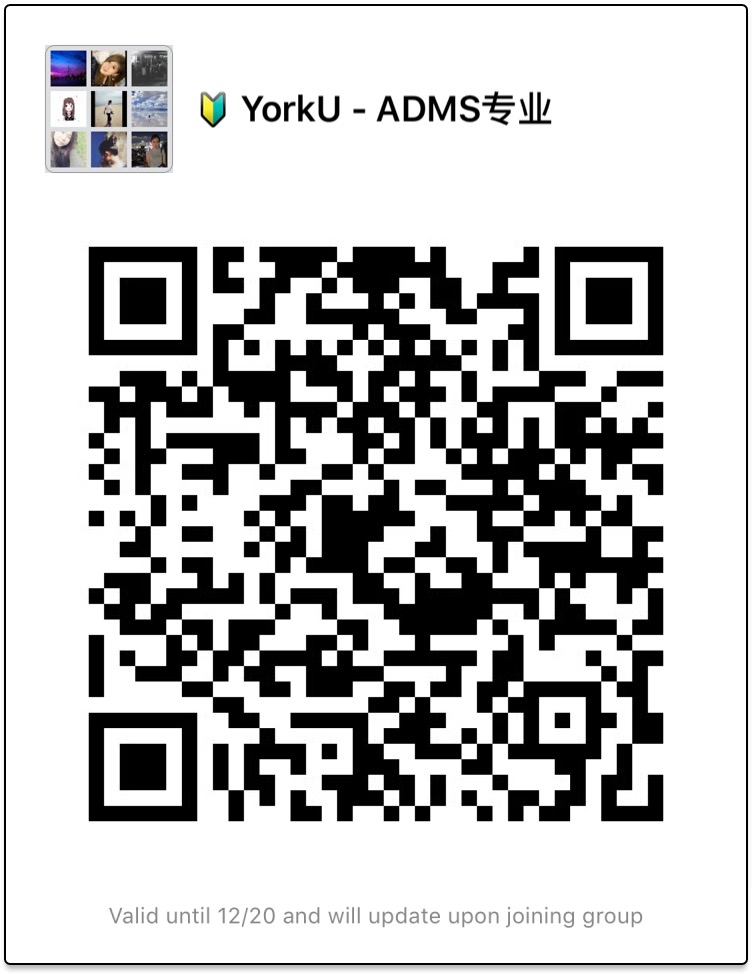 🔰 YorkU - ADMS专业
Valid until 12/20 and will update upon joining group